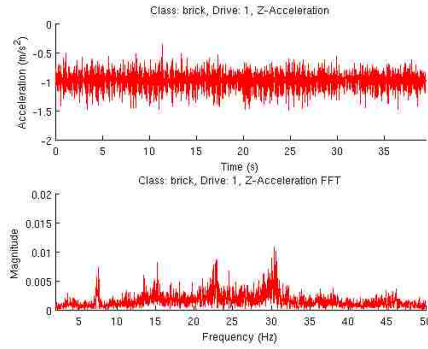 Class: brick, Drive: 1, Z-Acceleration
0
-0.5
-1
-1.5
-2
Acceleration (m/s²)
0 5 10 15 20 25 30 35
Time (s)
Class: brick, Drive: 1, Z-Acceleration FFT
0.02
0.015
0.01
0.005
0
Magnitude
5 10 15 20 25 30 35 40 45 50
Frequency (Hz)